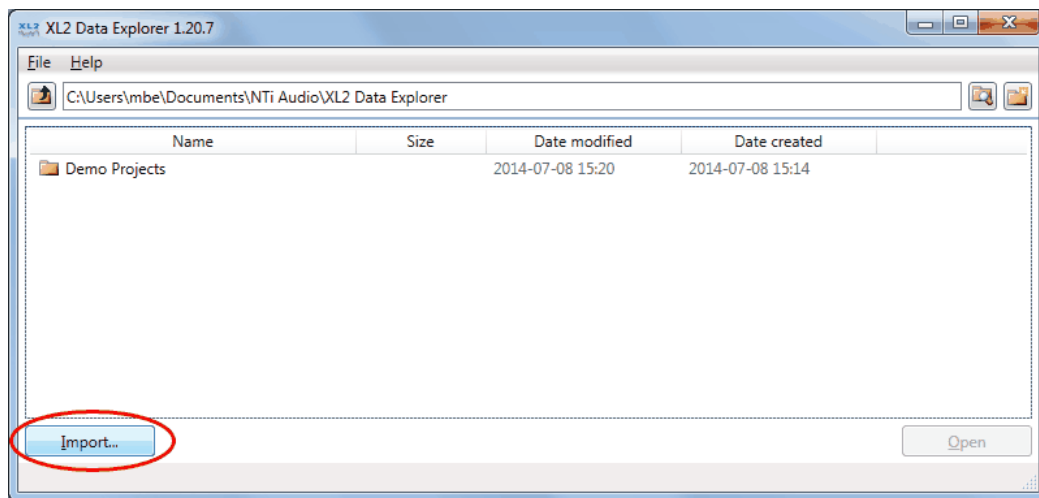 XL2 XL2 Data Explorer 1.20.7
File Help
C:\Users\mbe\Documents\NTi Audio\XL2 Data Explorer
Name Size Date modified Date created
Demo Projects 2014-07-08 15:20 2014-07-08 15:14
Import... Open